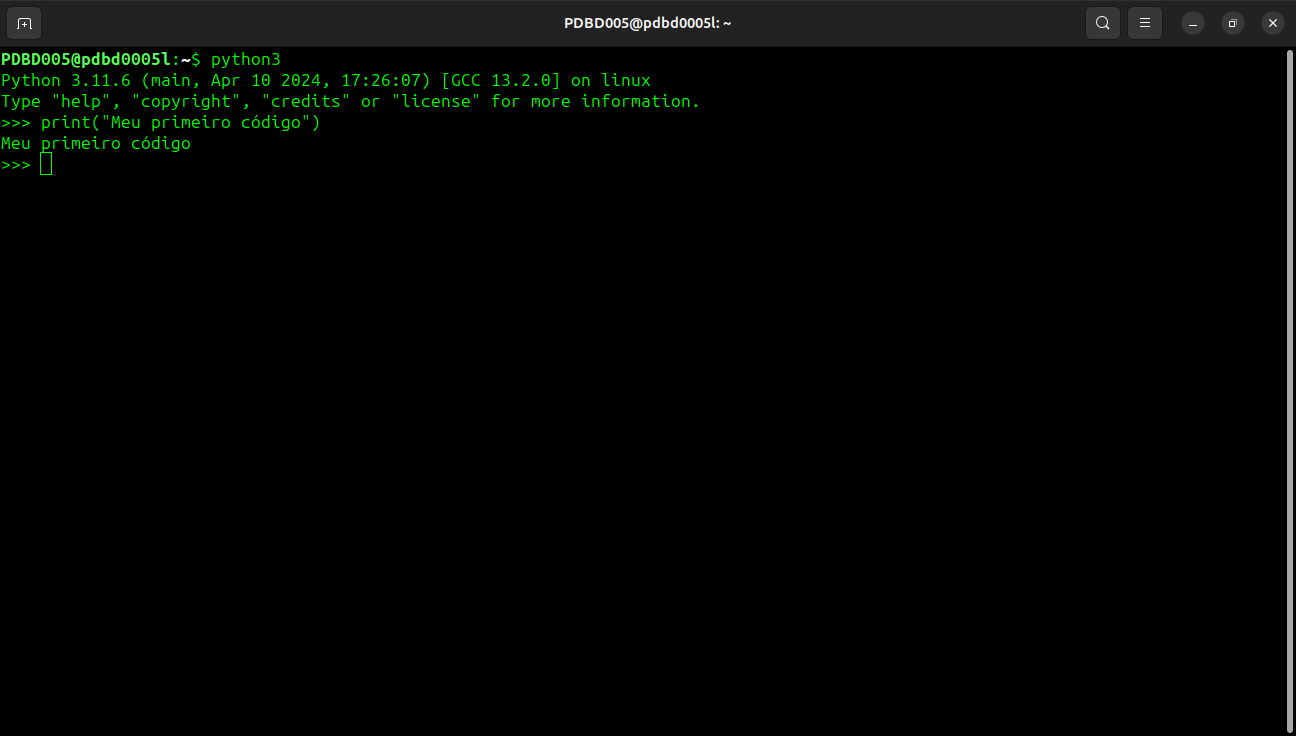 PDBD005@pdbd0005l: ~
PDBD005@pdbd0005l:~$ python3
Python 3.11.6 (main, Apr 10 2024, 17:26:07) [GCC 13.2.0] on linux
Type "help", "copyright", "credits" or "license" for more information.
>>> print("Meu primeiro código")
Meu primeiro código
>>>